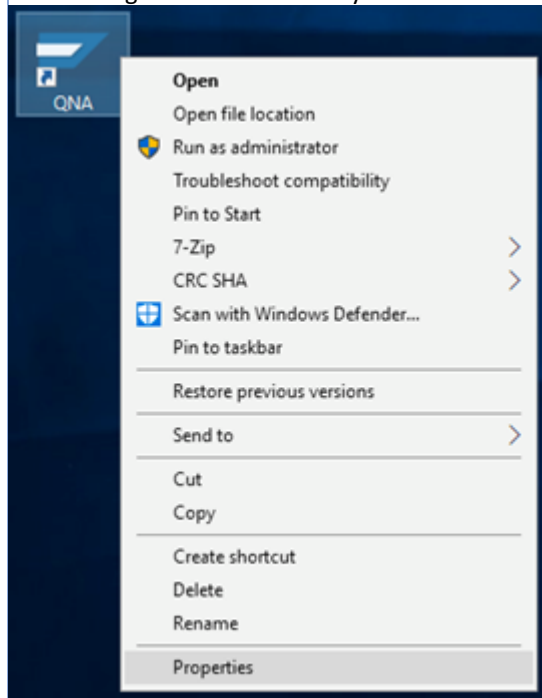 QNA
Open
Open file location
Run as administrator
Troubleshoot compatibility
Pin to Start
7-Zip
CRC SHA
Scan with Windows Defender...
Pin to taskbar
Restore previous versions
Send to
Cut
Copy
Create shortcut
Delete
Rename
Properties